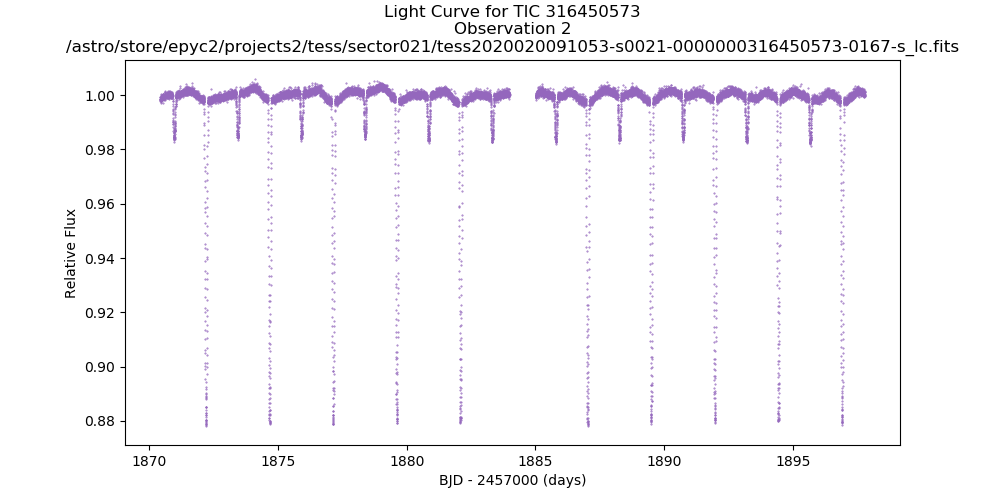 Light Curve for TIC 316450573
Observation 2
/astro/store/epyc2/projects2/tess/sector021/tess2020020091053-s0021-0000000316450573-0167-s_lc.fits
1.00
0.98
0.96
0.94
0.92
0.90
0.88
Relative Flux
1870
1875
1880
1885
1890
1895
BJD - 2457000 (days)